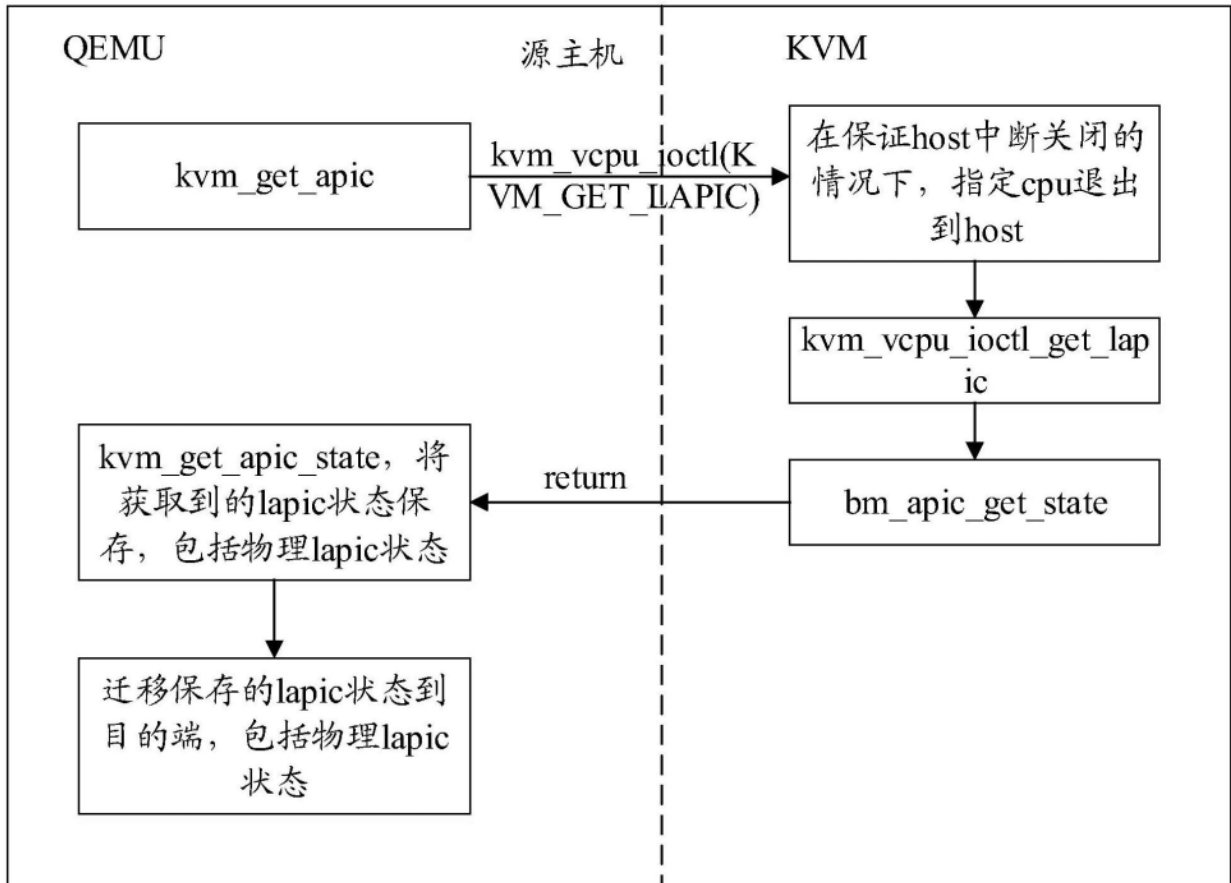 QEMU
源主机
KVM
kvm_get_apic
kvm_vcpu_ioctl(K
VM_GET_LAPIC)
在保证host中断关闭的
情况下，指定cpu退出
到host
kvm_vcpu_ioctl_get_lap
ic
bm_apic_get_state
return
kvm_get_apic_state，将
获取到的lapic状态保
存，包括物理lapic状态
迁移保存的lapic状态到
目的端，包括物理lapic
状态